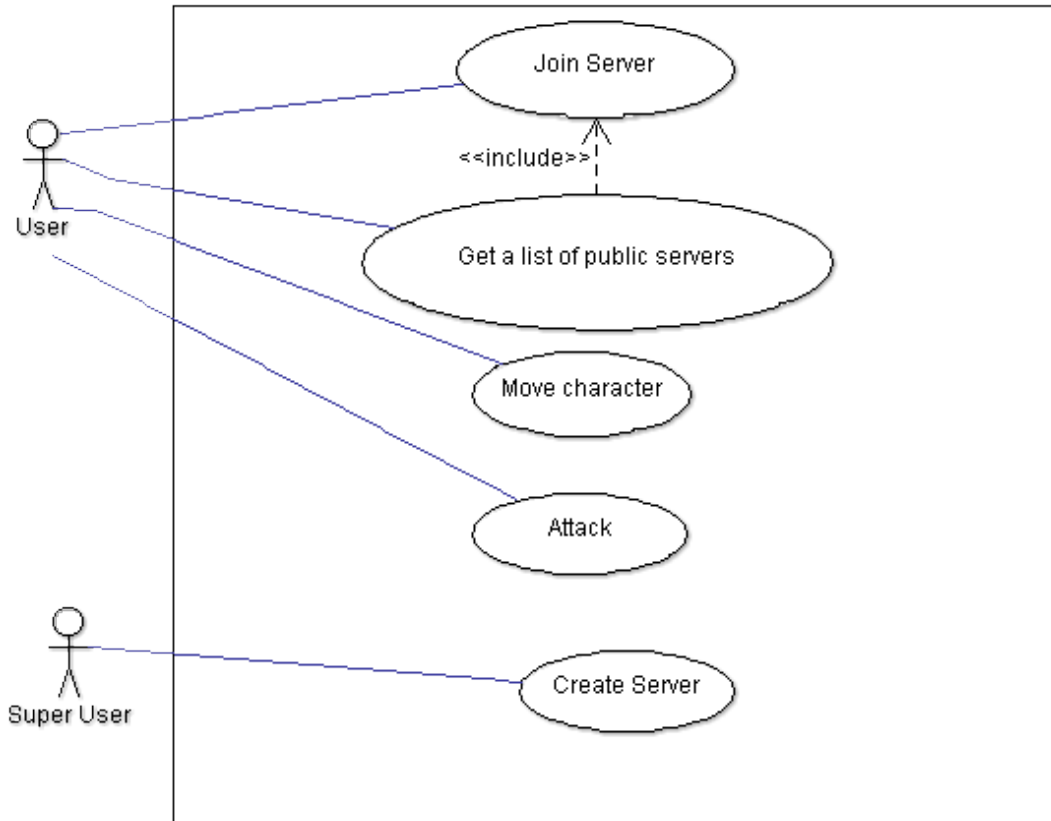 Join Server
<<include>>
User
Get a list of public servers
Move character
Attack
Super User
Create Server